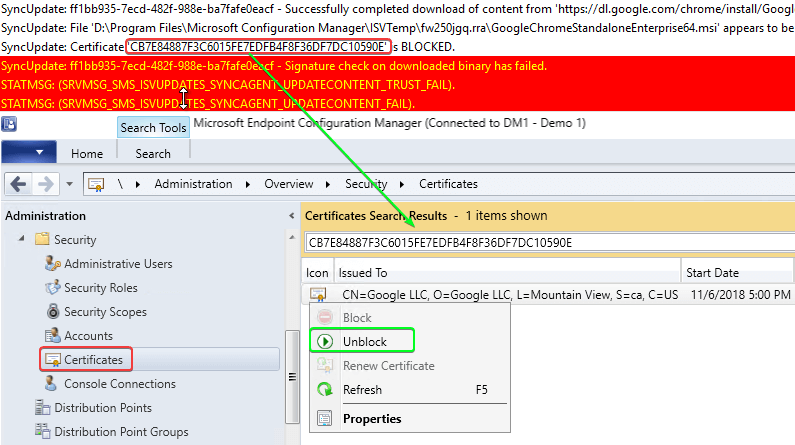 SyncUpdate: ff1bb935-7ecd-482f-988e-ba7fafe0eacf - Successfully completed download of content from 'https://dl.google.com/chrome/install/Goog
SyncUpdate: File 'D:\Program Files\Microsoft Configuration Manager\ISVTemp\fw250jgq.rra\GoogleChromeStandaloneEnterprise64.msi' appears to be
SyncUpdate: Certificate 'CB7E84887F3C6015FE7EDFB4F8F36DF7DC10590E' is BLOCKED.
SyncUpdate: ff1bb935-7ecd-482f-988e-ba7fafe0eacf - Signature check on downloaded binary has failed.
STATMSG: (SRVMSG_SMS_ISVUPDATES_SYNCAGENT_UPDATECONTENT_TRUST_FAIL).
STATMSG: (SRVMSG_SMS_ISVUPDATES_SYNCAGENT_UPDATECONTENT_FAIL).
Search Tools
Microsoft Endpoint Configuration Manager (Connected to DM1 - Demo 1)
Home
Search
\ Administration Overview Security Certificates
Administration
Security
Administrative Users
Security Roles
Security Scopes
Accounts
Certificates
Console Connections
Distribution Points
Distribution Point Groups
Certificates Search Results - 1 items shown
CB7E84887F3C6015FE7EDFB4F8F36DF7DC10590E
Icon Issued To Start Date
CN=Google LLC, O=Google LLC, L=Mountain View, S=ca, C=US 11/6/2018 5:00 PM
Block
Unblock
Renew Certificate
Refresh F5
Properties